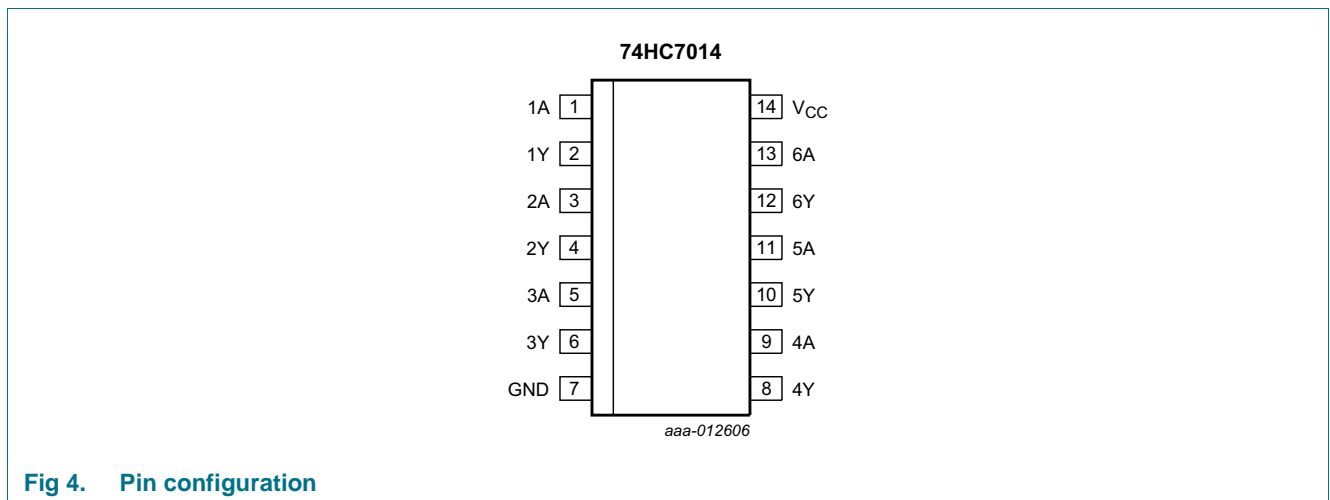 74HC7014
1A 1 14 VCC
1Y 2 13 6A
2A 3 12 6Y
2Y 4 11 5A
3A 5 10 5Y
3Y 6 9 4A
GND 7 8 4Y
aaa-012606
Fig 4. Pin configuration